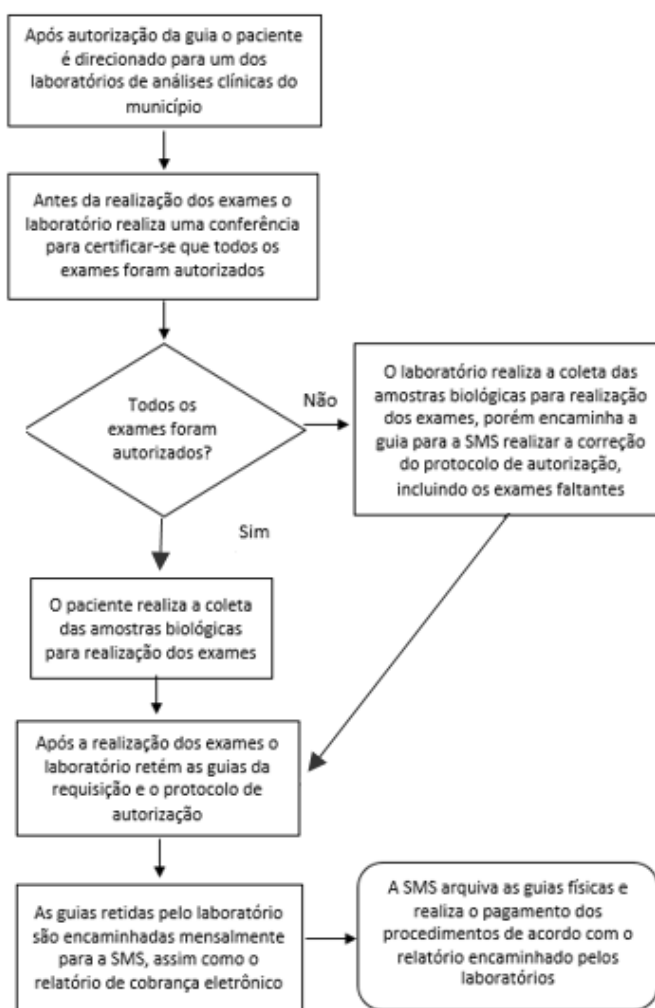 Após autorização da guia o paciente
é direcionado para um dos
laboratórios de análises clínicas do
município
Antes da realização dos exames o
laboratório realiza uma conferência
para certificar-se que todos os
exames foram autorizados
Todos os
exames foram
autorizados?
Não
O laboratório realiza a coleta das
amostras biológicas para realização
dos exames, porém encaminha a
guia para a SMS realizar a correção
do protocolo de autorização,
incluindo os exames faltantes
Sim
O paciente realiza a coleta
das amostras biológicas
para realização dos exames
Após a realização dos exames o
laboratório retém as guias da
requisição e o protocolo de
autorização
As guias retidas pelo laboratório
são encaminhadas mensalmente
para a SMS, assim como o
relatório de cobrança eletrônico
A SMS arquiva as guias físicas e
realiza o pagamento dos
procedimentos de acordo com o
relatório encaminhado pelos
laboratórios